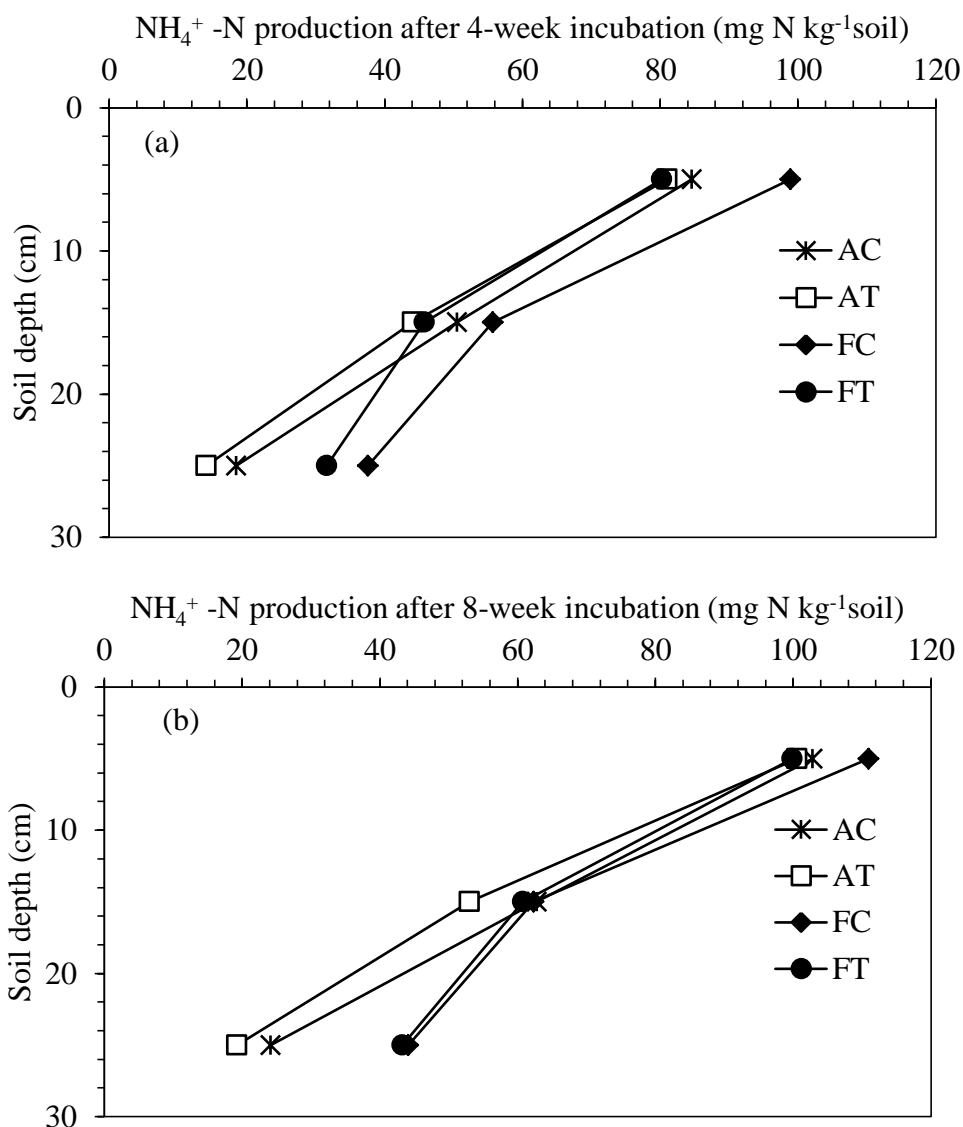 NH₄⁺ -N production after 4-week incubation (mg N kg⁻¹soil)
0 20 40 60 80 100 120
0
(a)
10
AC
AT
Soil depth (cm)
FC
20
FT
30
NH₄⁺ -N production after 8-week incubation (mg N kg⁻¹soil)
0 20 40 60 80 100 120
0
(b)
10
AC
AT
Soil depth (cm)
FC
20
FT
30